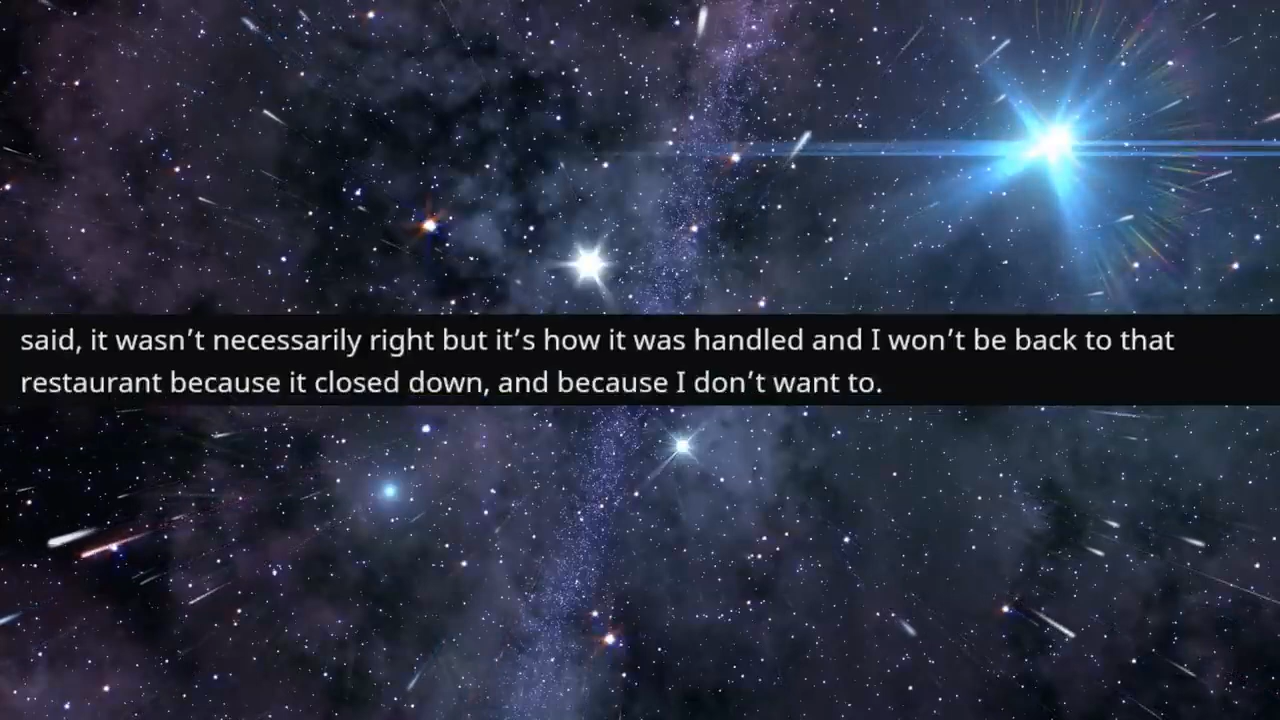 said, it wasn’t necessarily right but it’s how it was handled and I won’t be back to that
restaurant because it closed down, and because I don’t want to.